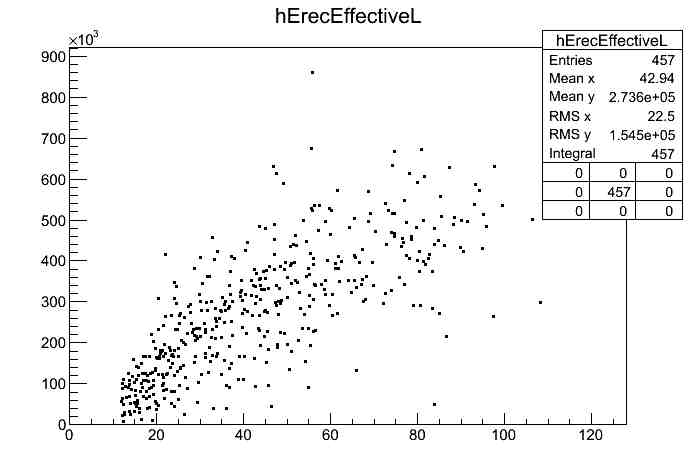 hErecEffectiveL
×10³
hErecEffectiveL
Entries 457
Mean x 42.94
Mean y 2.736e+05
RMS x 22.5
RMS y 1.545e+05
Integral 457
0 0 0
0 457 0
0 0 0
900
800
700
600
500
400
300
200
100
0
0 20 40 60 80 100 120